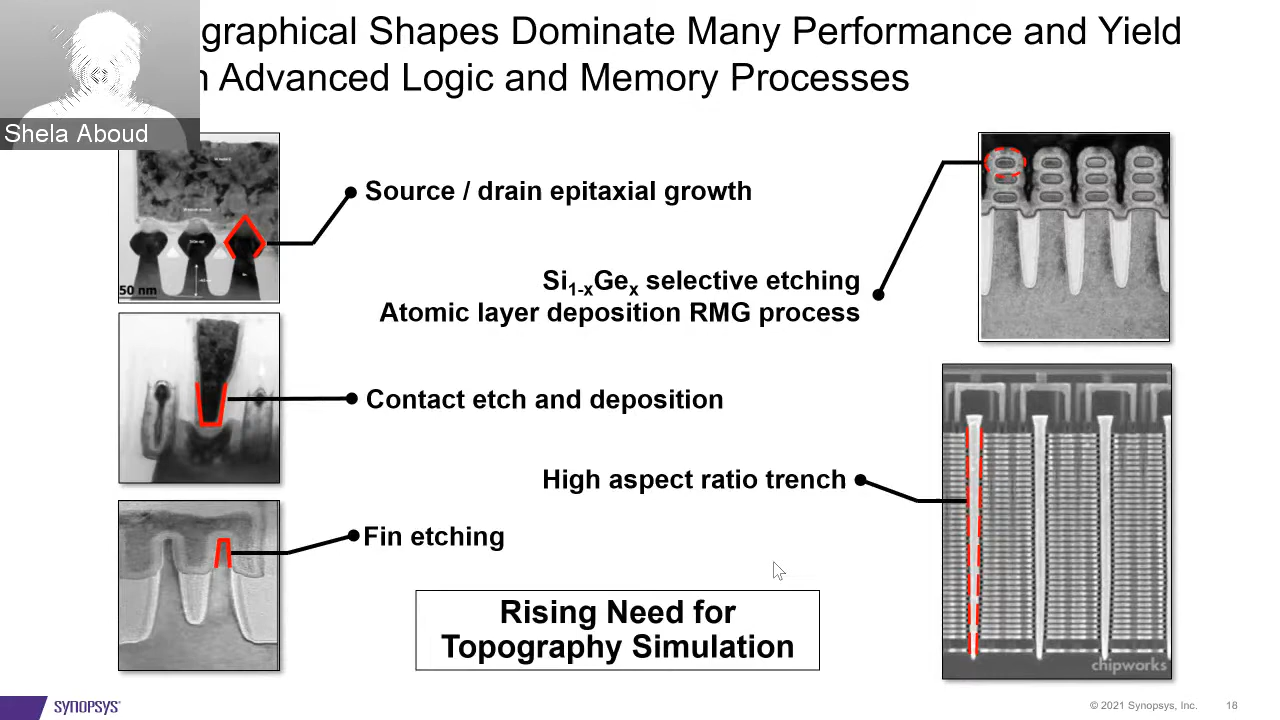 graphical Shapes Dominate Many Performance and Yield
n Advanced Logic and Memory Processes
Shela Aboud
Source / drain epitaxial growth
50 nm
Si1-xGex selective etching
Atomic layer deposition RMG process
Contact etch and deposition
High aspect ratio trench
Fin etching
Rising Need for
Topography Simulation
chipworks
SYNOPSYS®
© 2021 Synopsys, Inc.
18